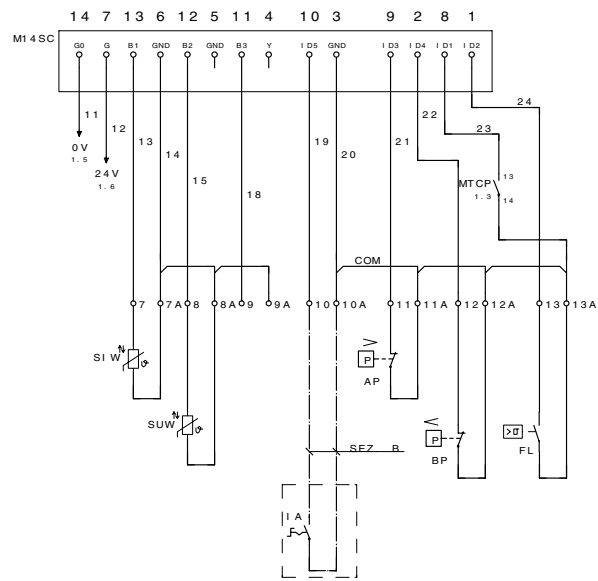 14 7 13 6 12 5 11 4 10 3 9 2 8 1
M14SC
G0 G B1 GND B2 GND B3 Y ID5 GND ID3 ID4 ID1 ID2
11 24
12 22
13 19 21 23
14 20
0V
1.5
15
24V
1.6
18
MTCP 13
1.3 14
COM
7 7A 8 8A 9 9A 10 10A 11 11A 12 12A 13 13A
>
SIW P
AP
SUW
<
P >
BP FL
SEZ B
IA